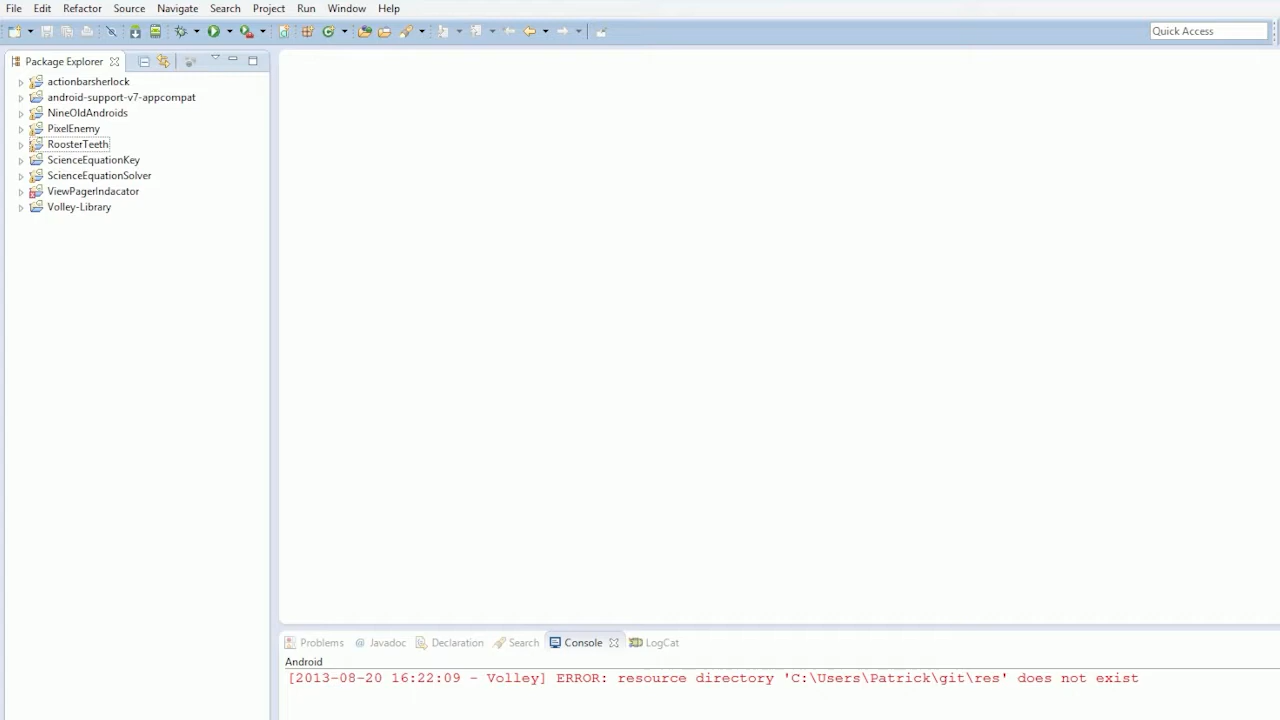 File Edit Refactor Source Navigate Search Project Run Window Help
Quick Access
Package Explorer
actionbarsherlock
android-support-v7-appcompat
NineOldAndroids
PixelEnemy
RoosterTeeth
ScienceEquationKey
ScienceEquationSolver
ViewPagerIndacator
Volley-Library
Problems Javadoc Declaration Search Console LogCat
Android
[2013-08-20 16:22:09 - Volley] ERROR: resource directory 'C:\Users\Patrick\git\res' does not exist